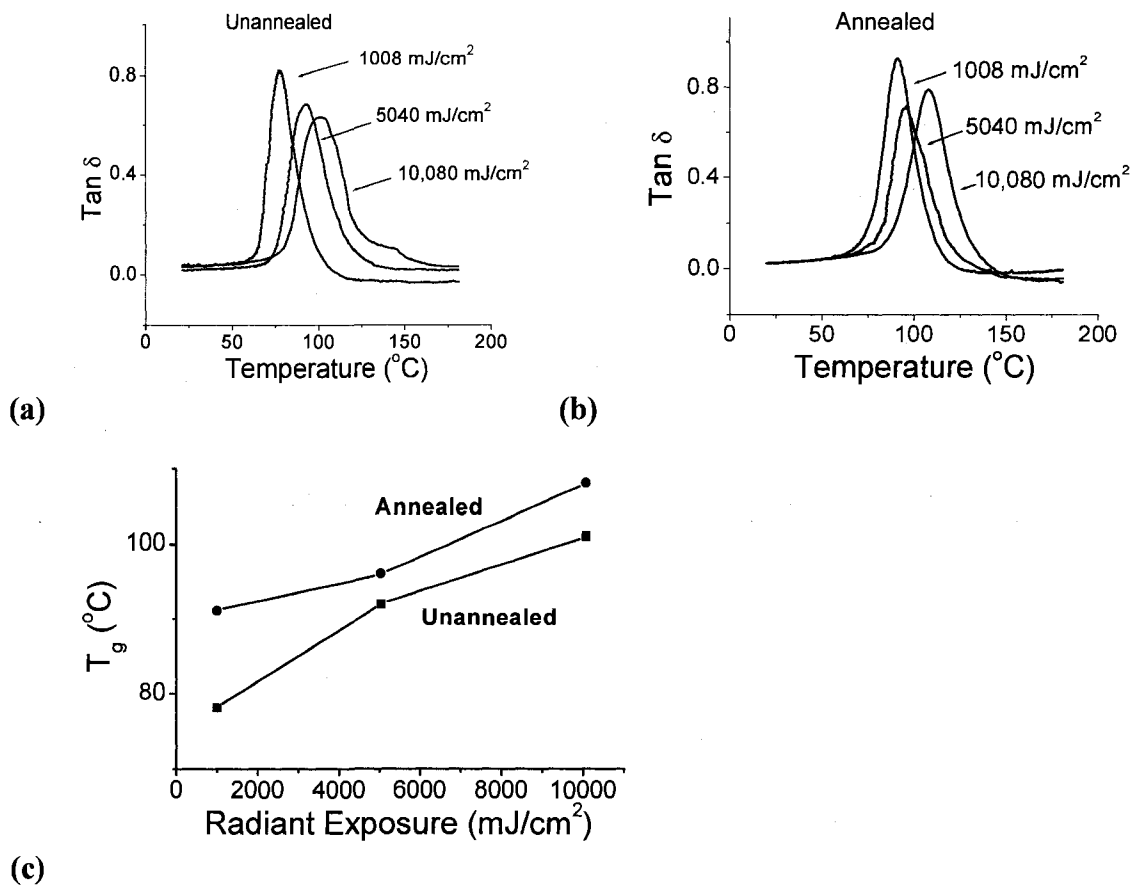 Unannealed
1008 mJ/cm²
5040 mJ/cm²
10,080 mJ/cm²
0.8
0.4
0.0
Tan δ
0 50 100 150 200
Temperature (°C)
(a)
Annealed
1008 mJ/cm²
5040 mJ/cm²
10,080 mJ/cm²
0.8
0.4
0.0
Tan δ
0 50 100 150 200
Temperature (°C)
(b)
Annealed
Unannealed
100
80
T_g (°C)
0 2000 4000 6000 8000 10000
Radiant Exposure (mJ/cm²)
(c)